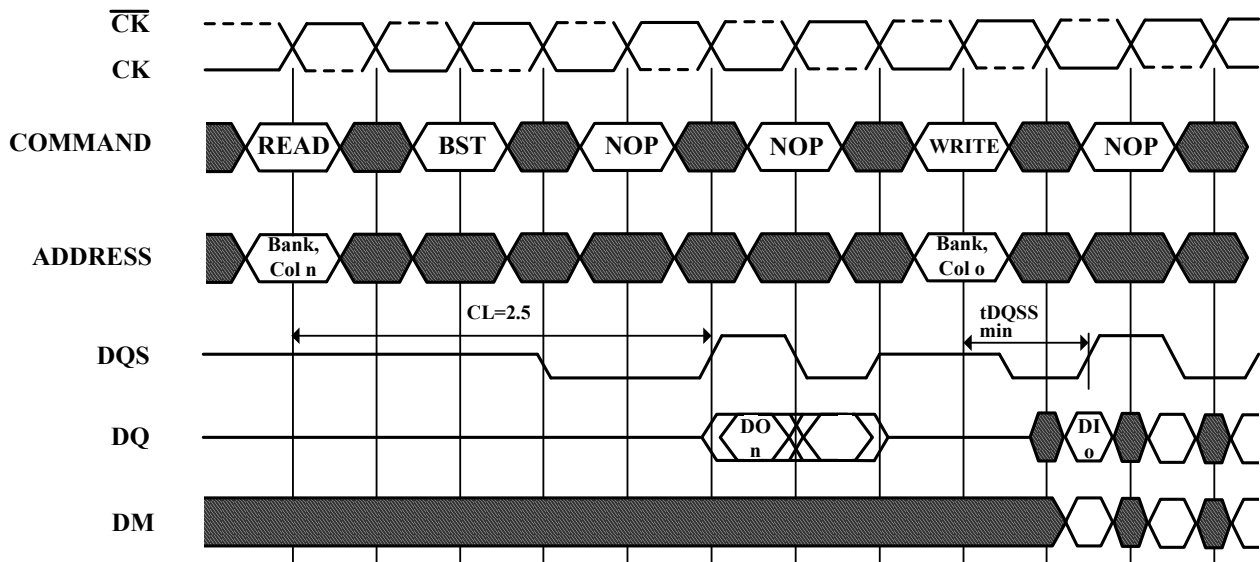 CK
CK
COMMAND
READ
BST
NOP
NOP
WRITE
NOP
ADDRESS
Bank,
Col n
Bank,
Col o
CL=2.5
tDQSS
min
DQS
DQ
DO
n
DI
o
DM